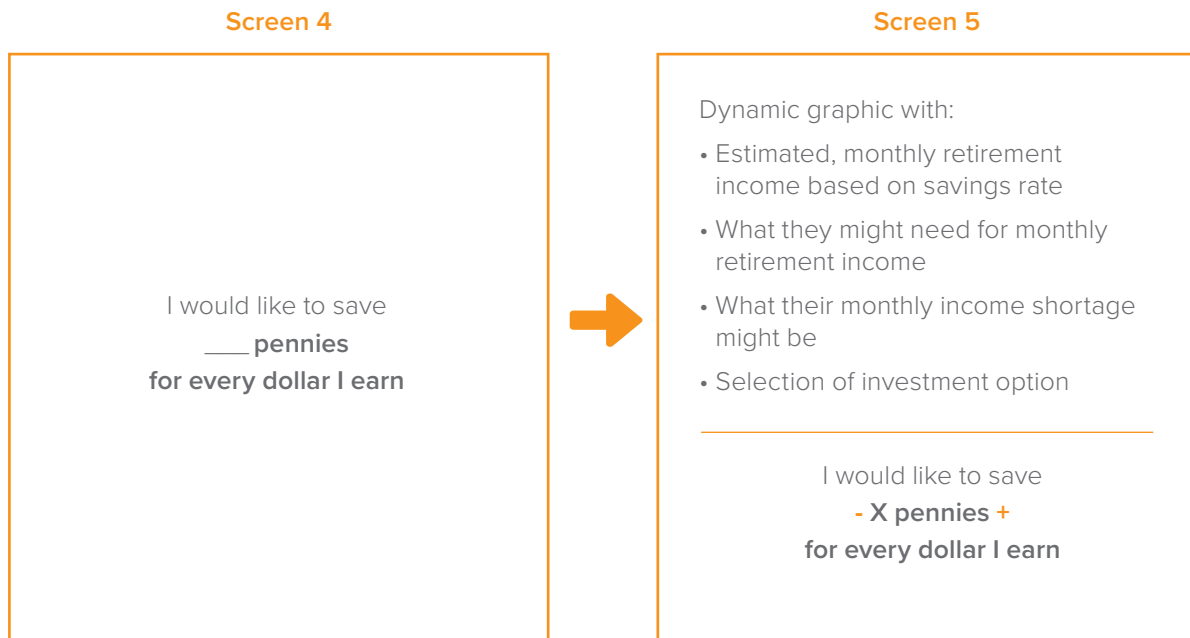 Screen 4
I would like to save
___ pennies
for every dollar I earn
Screen 5
Dynamic graphic with:
• Estimated, monthly retirement
income based on savings rate
• What they might need for monthly
retirement income
• What their monthly income shortage
might be
• Selection of investment option
I would like to save
- X pennies +
for every dollar I earn